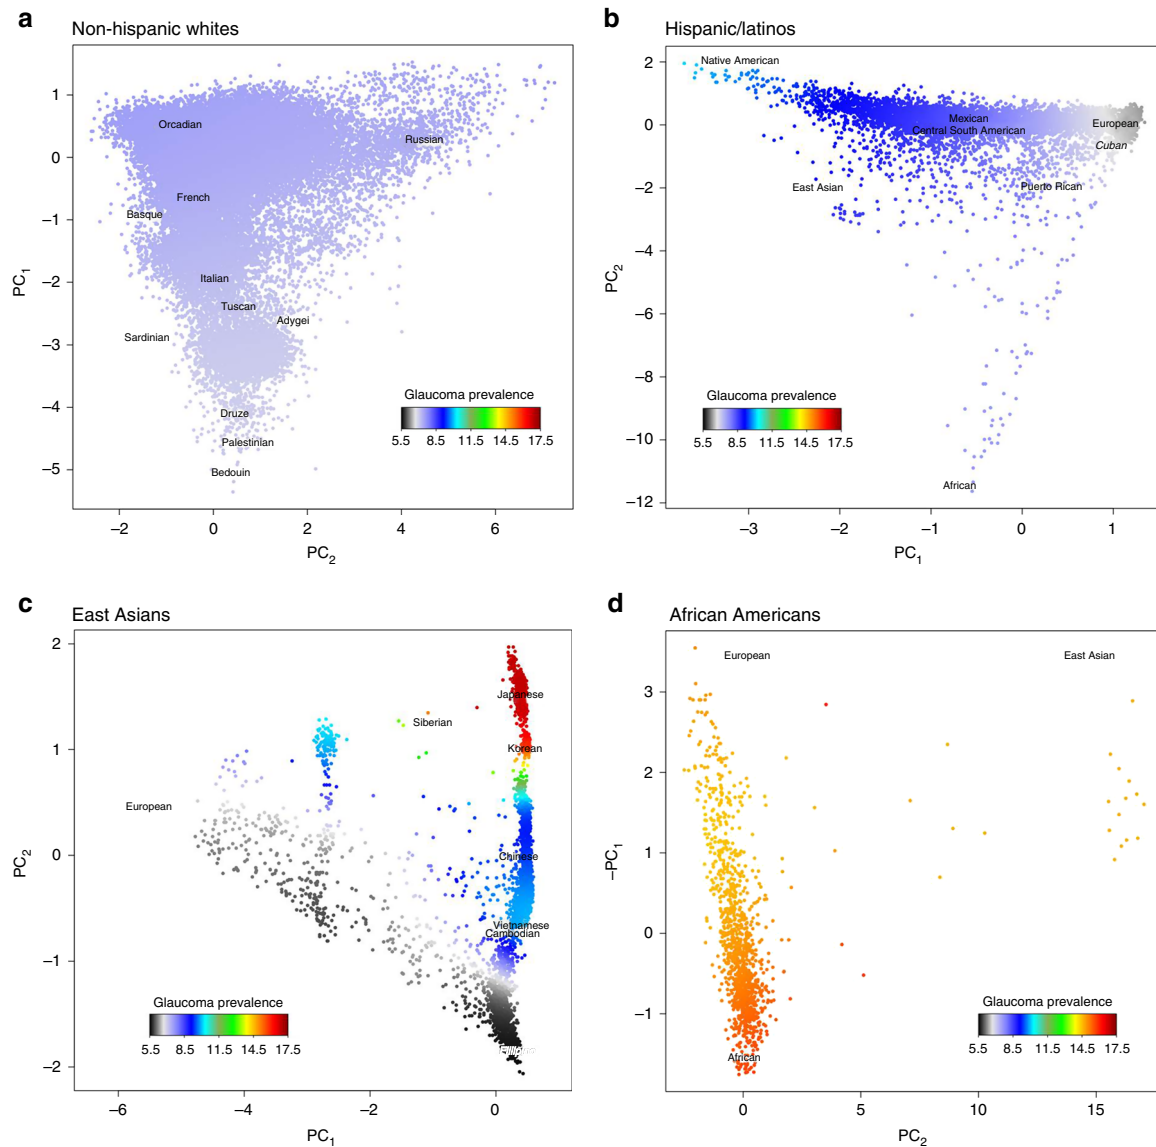 a Non-hispanic whites
1
0
−1
−2
−3
−4
−5
PC1
Orcadian
Russian
French
Basque
Italian
Tuscan
Adygei
Sardinian
Druze
Palestinian
Bedouin
Glaucoma prevalence
5.5 8.5 11.5 14.5 17.5
−2 0 2 4 6
PC2
b Hispanic/latinos
2
0
−2
−4
−6
−8
−10
−12
PC2
Native American
Mexican
European
Central South American
Cuban
East Asian
Puerto Rican
African
Glaucoma prevalence
5.5 8.5 11.5 14.5 17.5
−3 −2 −1 0 1
PC1
c East Asians
2
1
0
−1
−2
PC2
Japanese
Siberian
Korean
European
Chinese
Vietnamese
Cambodian
Fillipino
Glaucoma prevalence
5.5 8.5 11.5 14.5 17.5
−6 −4 −2 0
PC1
d African Americans
3
2
1
0
−1
−PC1
European
East Asian
African
Glaucoma prevalence
5.5 8.5 11.5 14.5 17.5
0 5 10 15
PC2